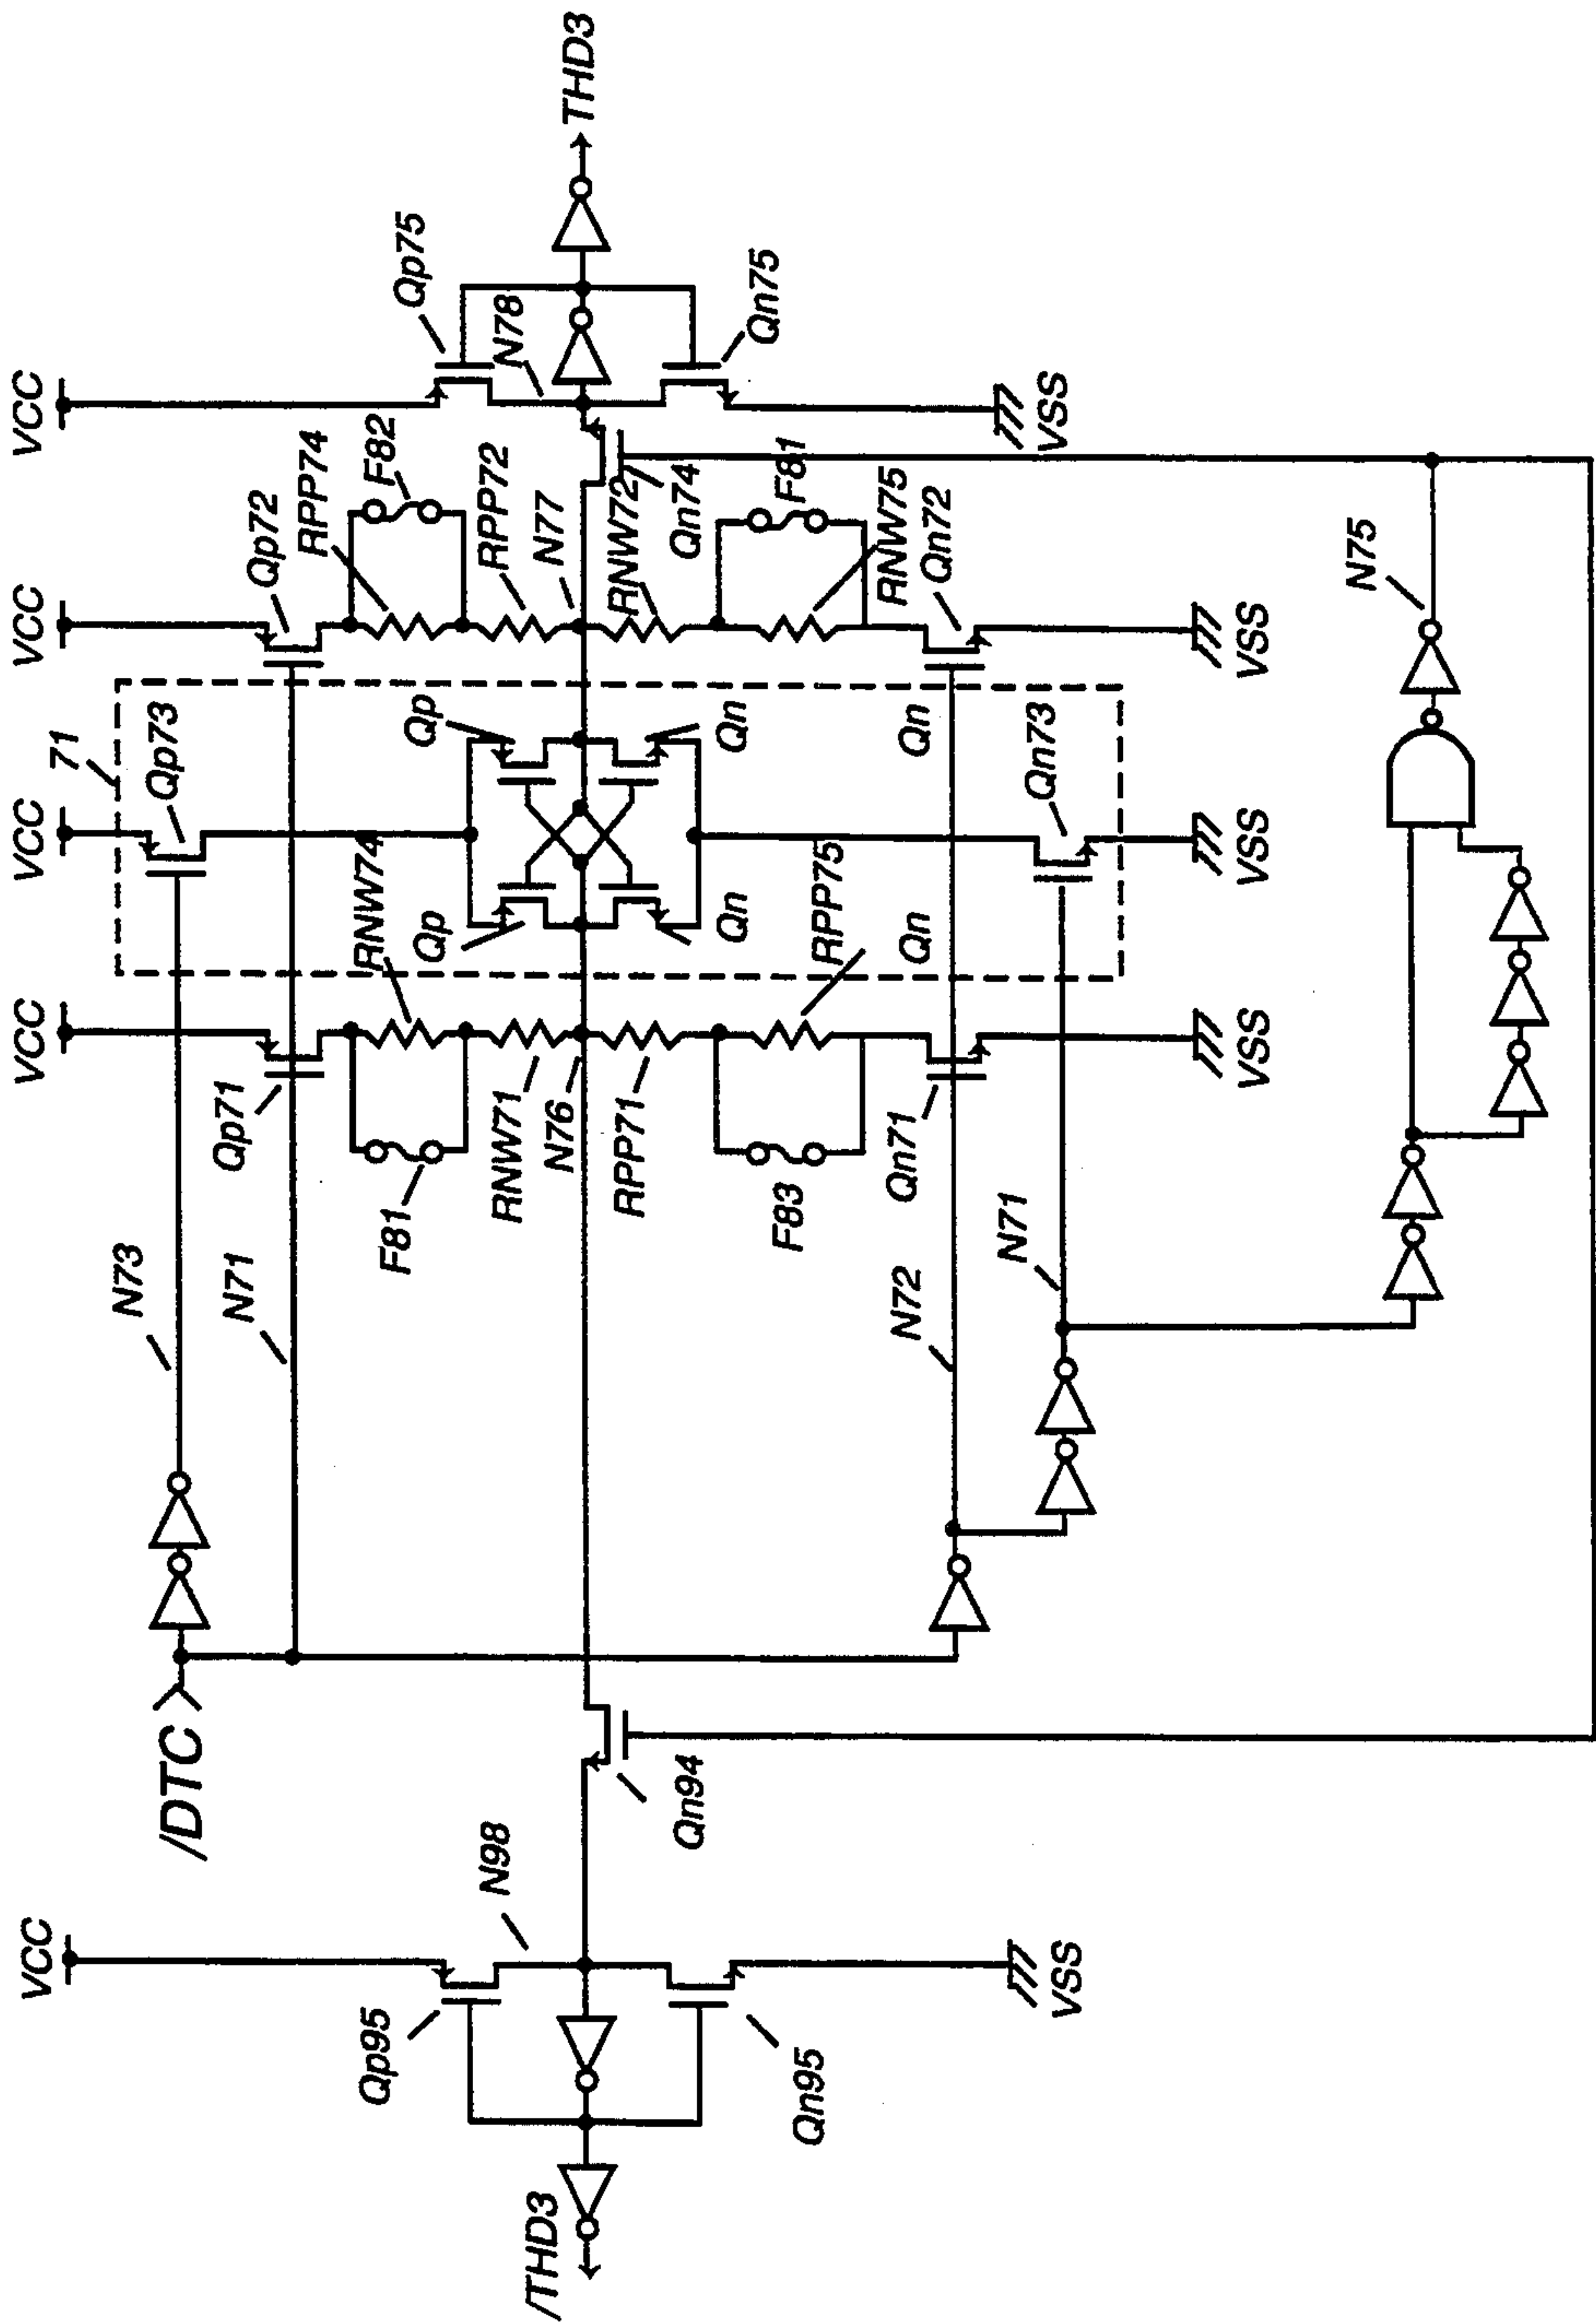 VCC
VCC
VCC
VCC
VCC
71
Qp73
N73
/DTC
Qp72
RPP74
F82
Qp75
N71
Qp71
RNW74
Qp
Qp
RPP72
N78
Qp95
N98
F81
RNW71
N76
N77
THD3
/THD3
RPP71
RNW72
Qn74
Qn
Qn
F81
Qn75
Qn94
F83
RPP75
RNW75
Qn95
N72
Qn71
Qn
Qn
Qn72
N71
Qn73
VSS
VSS
VSS
VSS
VSS
N75